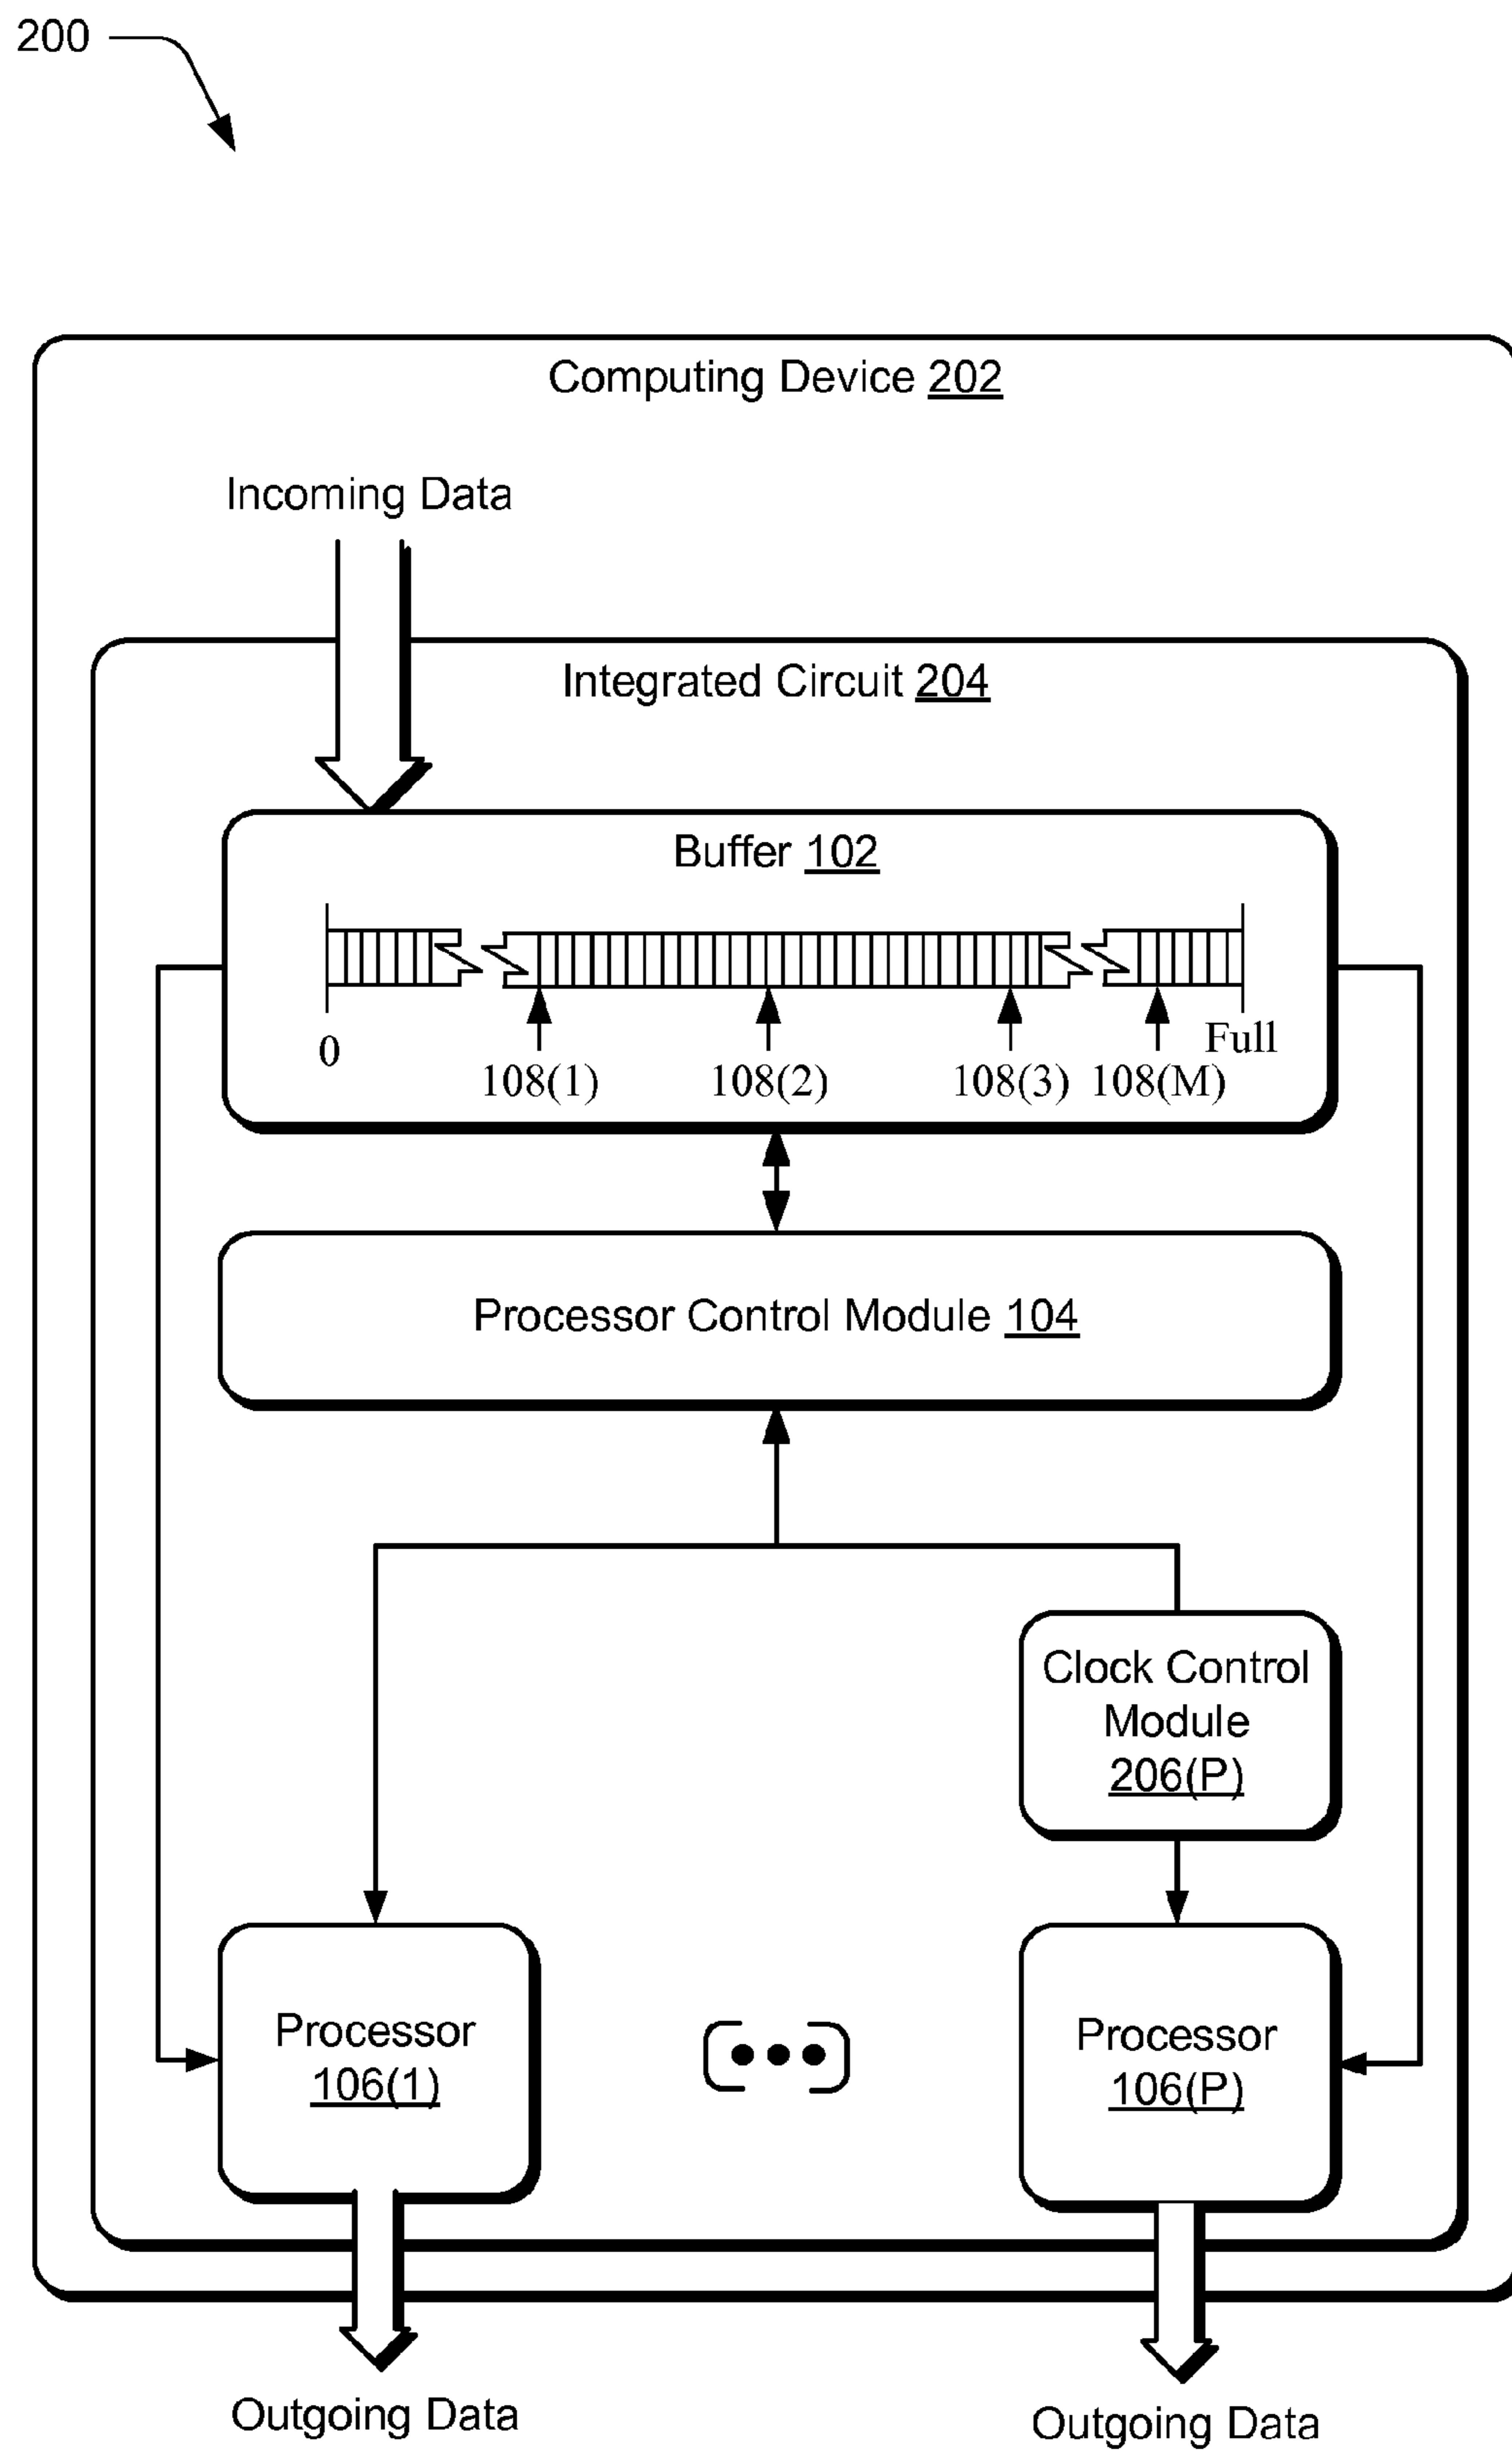 200
Computing Device 202
Incoming Data
Integrated Circuit 204
Buffer 102
0
Full
108(1)
108(2)
108(3)
108(M)
Processor Control Module 104
Clock Control
Module
206(P)
Processor
106(1)
Processor
106(P)
Outgoing Data
Outgoing Data